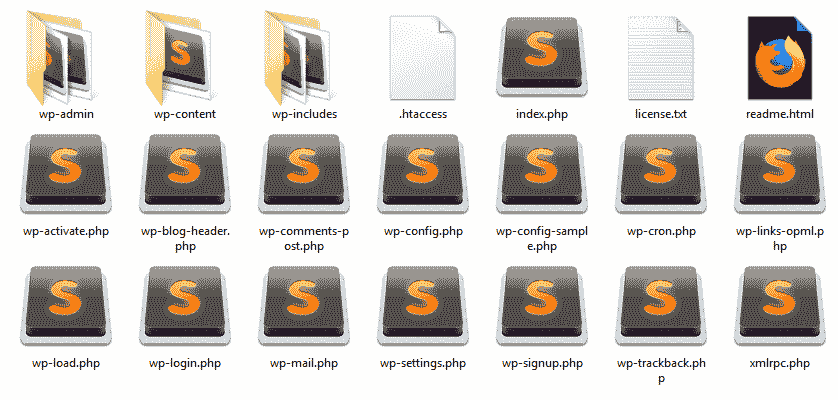 wp-admin
wp-content
wp-includes
.htaccess
index.php
license.txt
readme.html
wp-activate.php
wp-blog-header.
php
wp-comments-p
ost.php
wp-config.php
wp-config-sampl
e.php
wp-cron.php
wp-links-opml.p
hp
wp-load.php
wp-login.php
wp-mail.php
wp-settings.php
wp-signup.php
wp-trackback.ph
p
xmlrpc.php